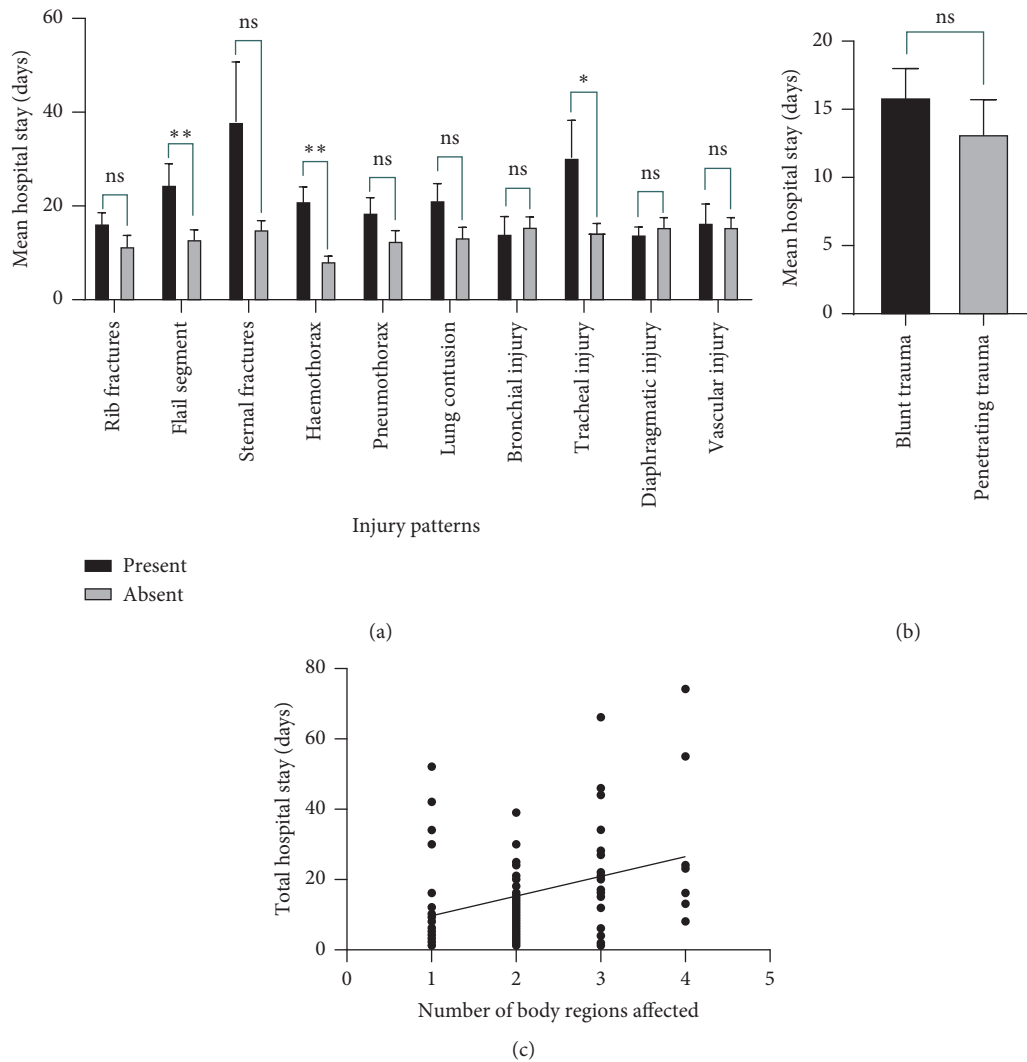 Mean hospital stay (days)
60
40
20
0
ns
**
ns
**
ns
ns
ns
*
ns
ns
Rib fractures
Flail segment
Sternal fractures
Haemothorax
Pneumothorax
Lung contusion
Bronchial injury
Tracheal injury
Diaphragmatic injury
Vascular injury
Injury patterns
Present
Absent
(a)
Mean hospital stay (days)
20
15
10
5
0
ns
Blunt trauma
Penetrating trauma
(b)
Total hospital stay (days)
80
60
40
20
0
0 1 2 3 4 5
Number of body regions affected
(c)